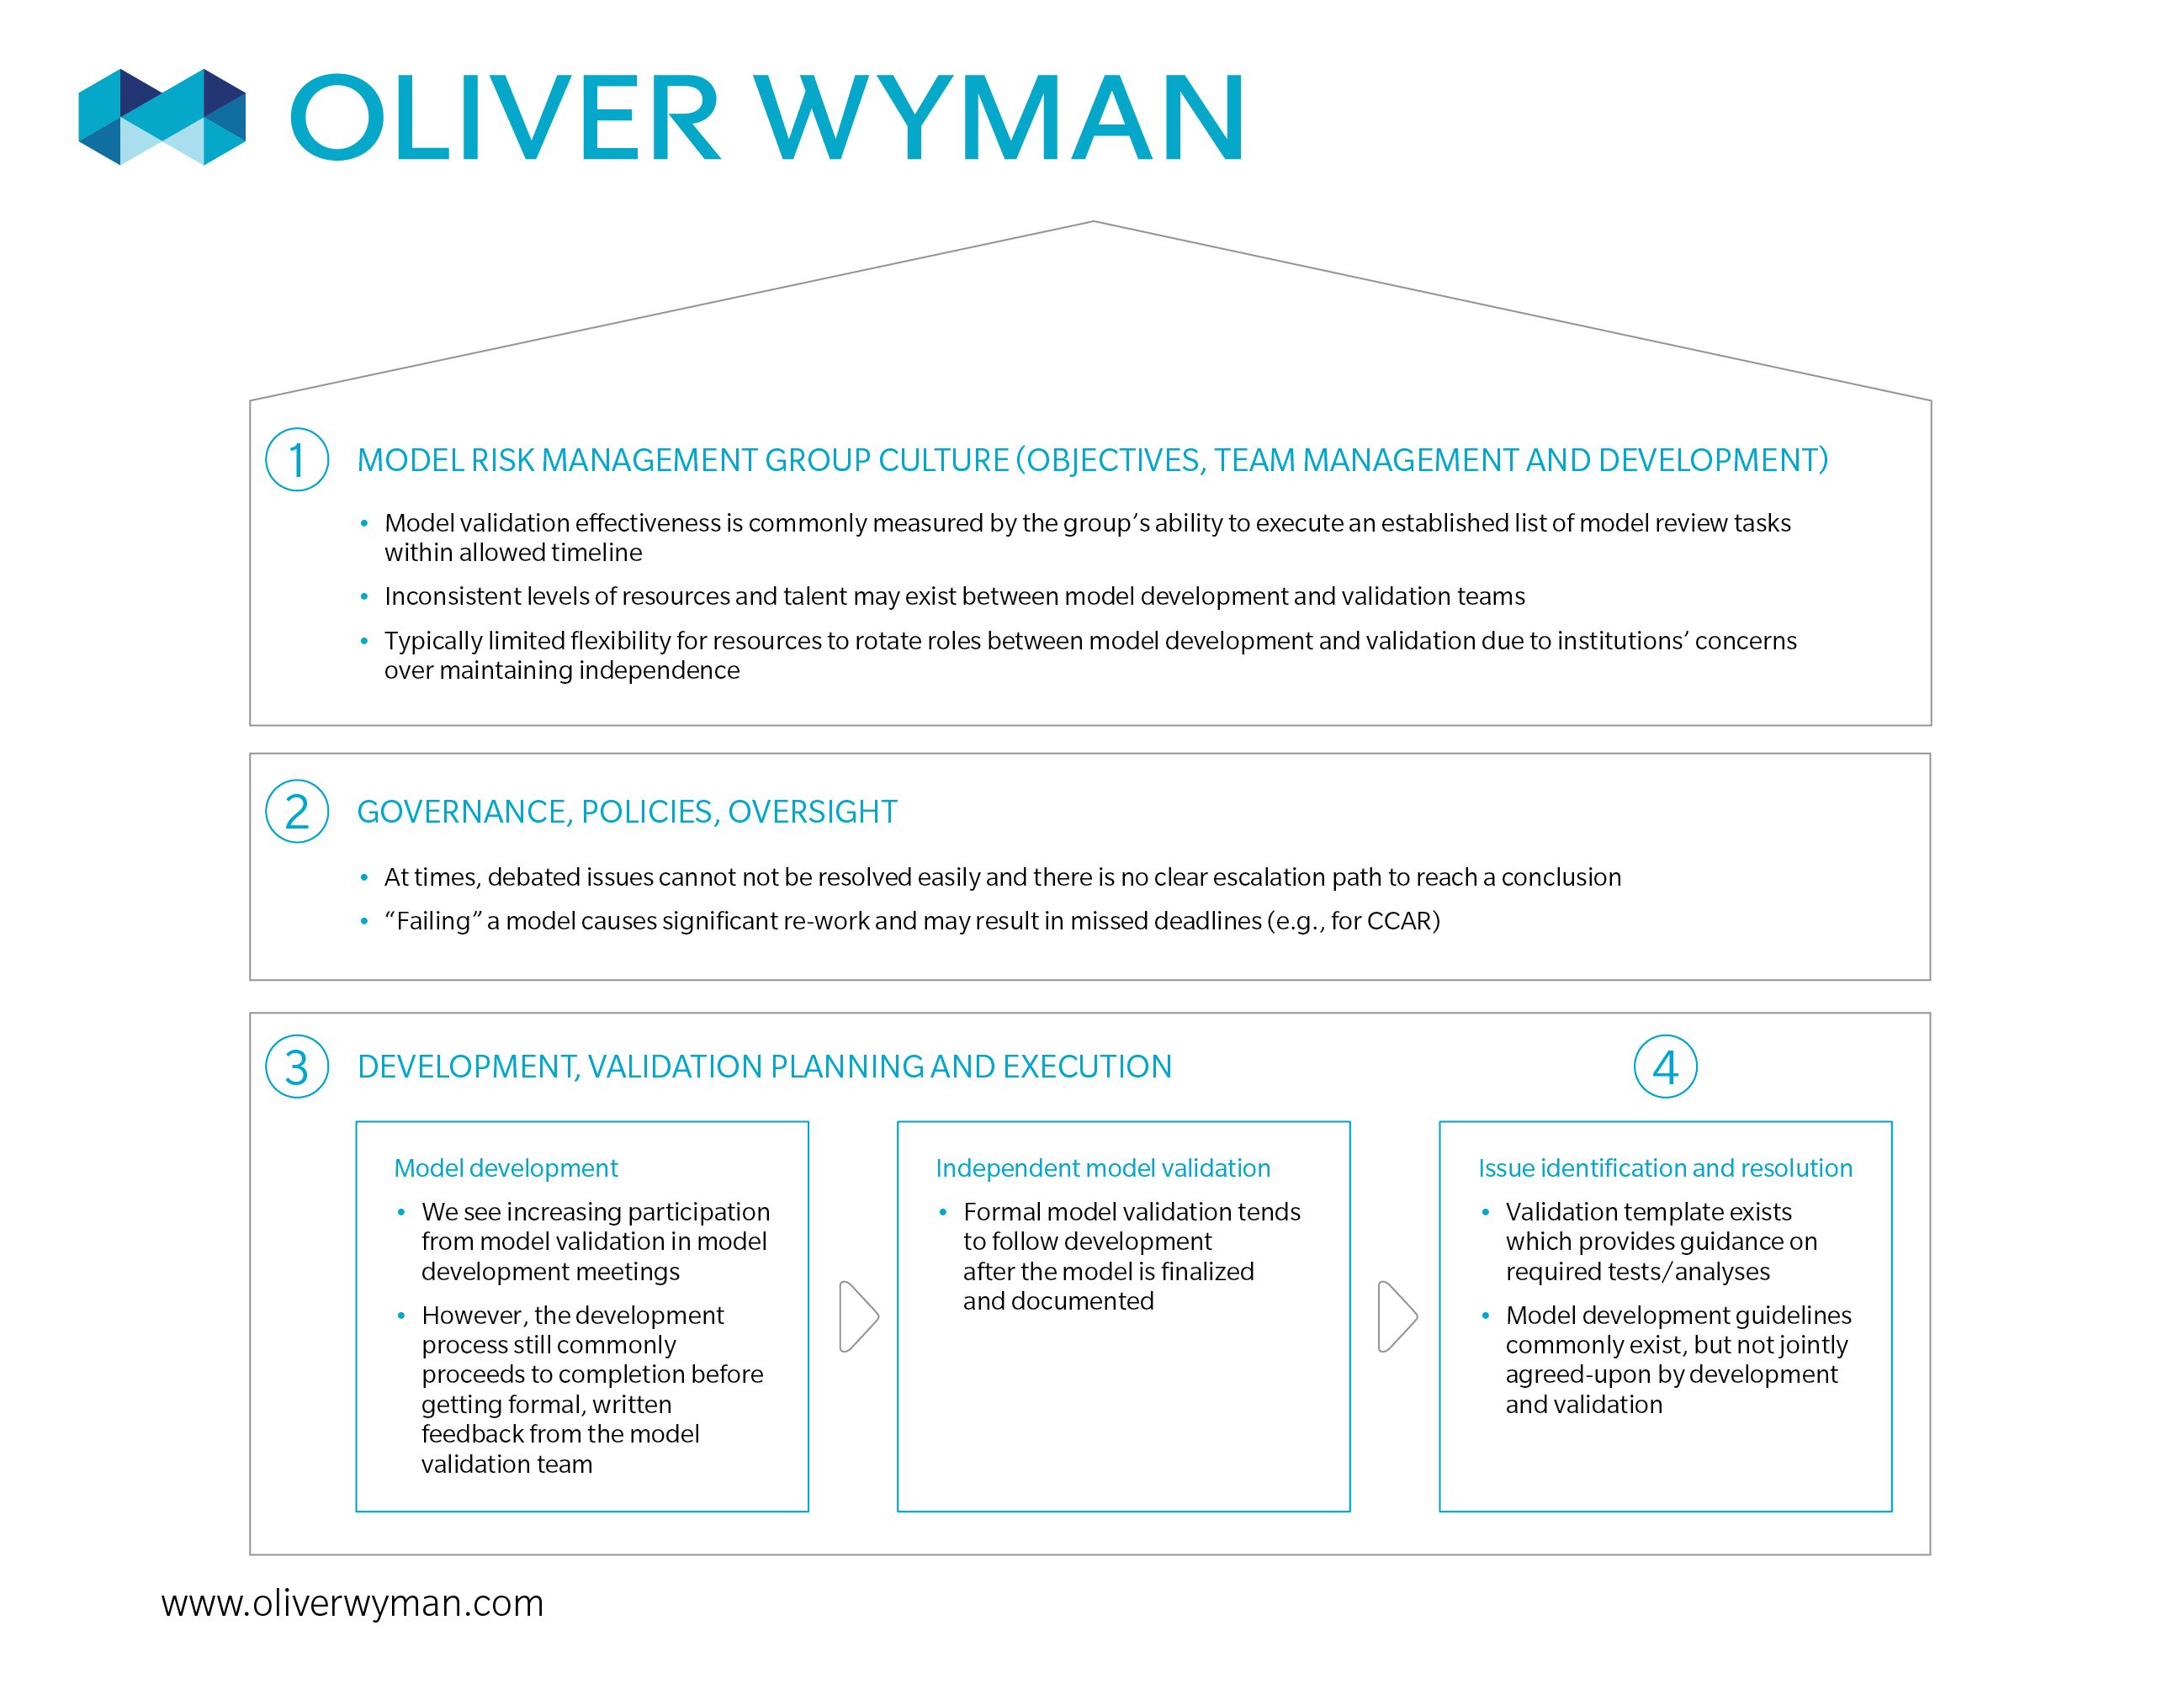 OLIVER WYMAN
1
MODEL RISK MANAGEMENT GROUP CULTURE (OBJECTIVES, TEAM MANAGEMENT AND DEVELOPMENT)
• Model validation effectiveness is commonly measured by the group’s ability to execute an established list of model review tasks
within allowed timeline
• Inconsistent levels of resources and talent may exist between model development and validation teams
• Typically limited flexibility for resources to rotate roles between model development and validation due to institutions’ concerns
over maintaining independence
2
GOVERNANCE, POLICIES, OVERSIGHT
• At times, debated issues cannot not be resolved easily and there is no clear escalation path to reach a conclusion
• “Failing” a model causes significant re-work and may result in missed deadlines (e.g., for CCAR)
3
DEVELOPMENT, VALIDATION PLANNING AND EXECUTION
Model development
• We see increasing participation
from model validation in model
development meetings
• However, the development
process still commonly
proceeds to completion before
getting formal, written
feedback from the model
validation team
Independent model validation
• Formal model validation tends
to follow development
after the model is finalized
and documented
4
Issue identification and resolution
• Validation template exists
which provides guidance on
required tests/analyses
• Model development guidelines
commonly exist, but not jointly
agreed-upon by development
and validation
www.oliverwyman.com